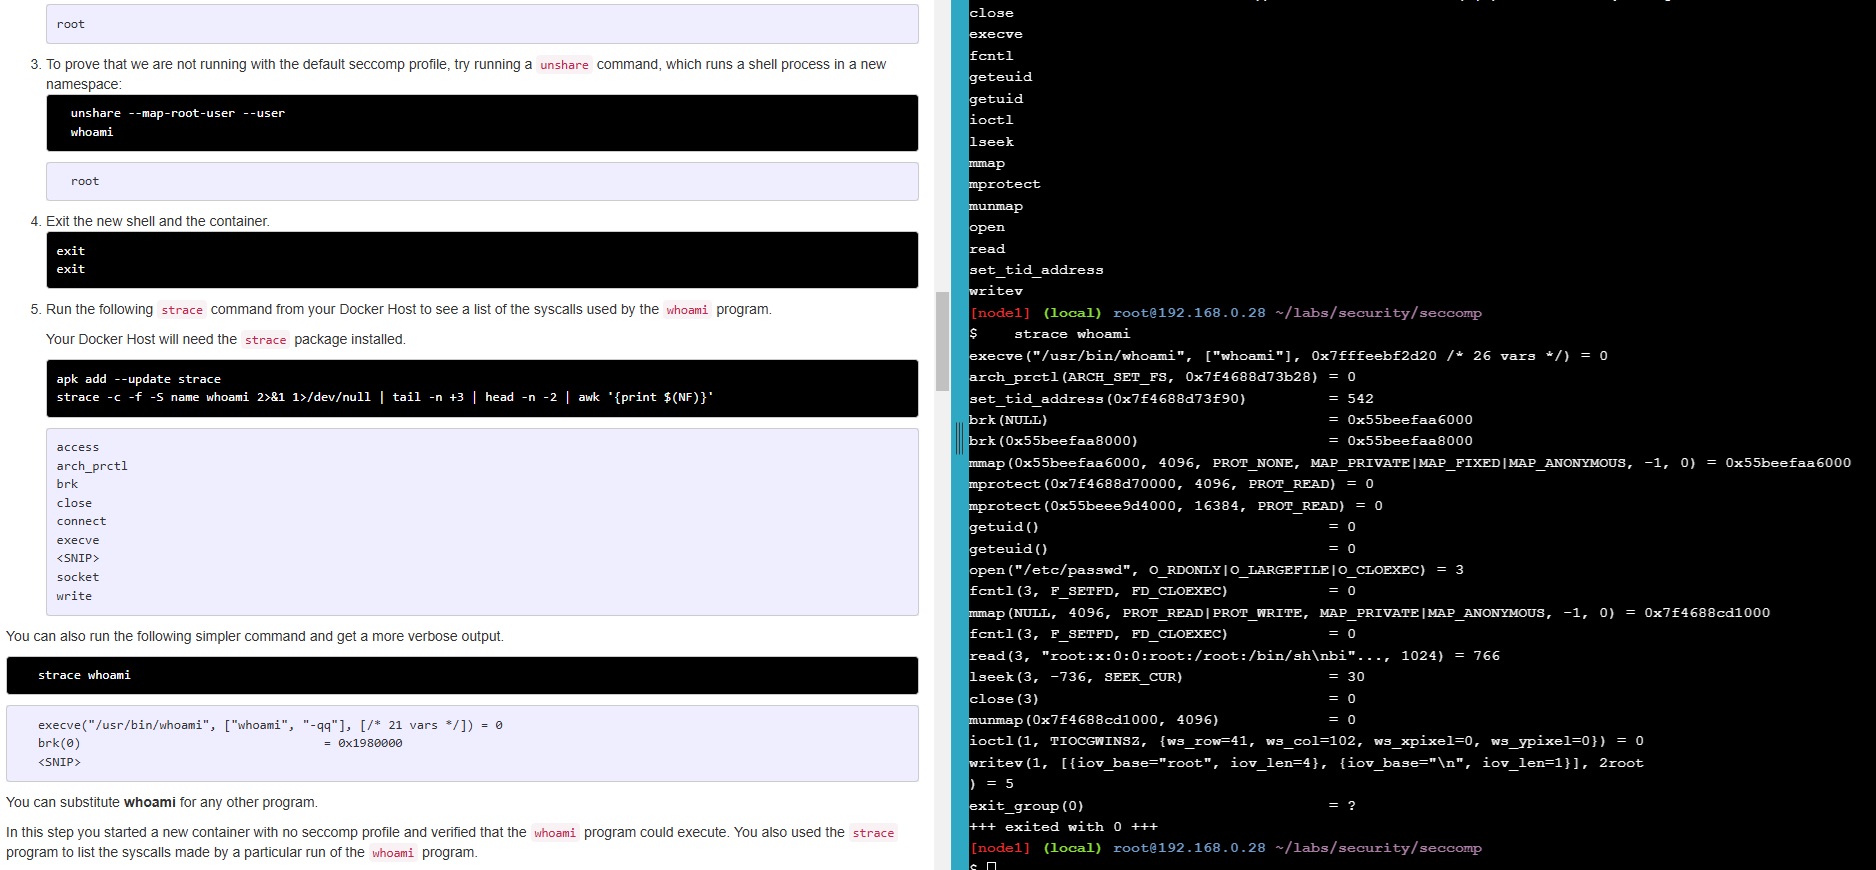 root
3. To prove that we are not running with the default seccomp profile, try running a unshare command, which runs a shell process in a new
namespace:
unshare --map-root-user --user
whoami
root
4. Exit the new shell and the container.
exit
exit
5. Run the following strace command from your Docker Host to see a list of the syscalls used by the whoami program.
Your Docker Host will need the strace package installed.
apk add --update strace
strace -c -f -S name whoami 2>&1 1>/dev/null | tail -n +3 | head -n -2 | awk '{print $(NF)}'
access
arch_prctl
brk
close
connect
execve
<SNIP>
socket
write
You can also run the following simpler command and get a more verbose output.
strace whoami
execve("/usr/bin/whoami", ["whoami", "-qq"], [/* 21 vars */]) = 0
brk(0) = 0x1980000
<SNIP>
You can substitute whoami for any other program.
In this step you started a new container with no seccomp profile and verified that the whoami program could execute. You also used the strace
program to list the syscalls made by a particular run of the whoami program.
close
execve
fcntl
geteuid
getuid
ioctl
lseek
mmap
mprotect
munmap
open
read
set_tid_address
writev
[node1] (local) root@192.168.0.28 ~/labs/security/seccomp
$ strace whoami
execve("/usr/bin/whoami", ["whoami"], 0x7fffeebf2d20 /* 26 vars */) = 0
arch_prctl(ARCH_SET_FS, 0x7f4688d73b28) = 0
set_tid_address(0x7f4688d73f90) = 542
brk(NULL) = 0x55beefaa6000
brk(0x55beefaa8000) = 0x55beefaa8000
mmap(0x55beefaa6000, 4096, PROT_NONE, MAP_PRIVATE|MAP_FIXED|MAP_ANONYMOUS, -1, 0) = 0x55beefaa6000
mprotect(0x7f4688d70000, 4096, PROT_READ) = 0
mprotect(0x55beee9d4000, 16384, PROT_READ) = 0
getuid() = 0
geteuid() = 0
open("/etc/passwd", O_RDONLY|O_LARGEFILE|O_CLOEXEC) = 3
fcntl(3, F_SETFD, FD_CLOEXEC) = 0
mmap(NULL, 4096, PROT_READ|PROT_WRITE, MAP_PRIVATE|MAP_ANONYMOUS, -1, 0) = 0x7f4688cd1000
fcntl(3, F_SETFD, FD_CLOEXEC) = 0
read(3, "root:x:0:0:root:/root:/bin/sh\nbi"..., 1024) = 766
lseek(3, -736, SEEK_CUR) = 30
close(3) = 0
munmap(0x7f4688cd1000, 4096) = 0
ioctl(1, TIOCGWINSZ, {ws_row=41, ws_col=102, ws_xpixel=0, ws_ypixel=0}) = 0
writev(1, [{iov_base="root", iov_len=4}, {iov_base="\n", iov_len=1}], 2root
) = 5
exit_group(0) = ?
+++ exited with 0 +++
[node1] (local) root@192.168.0.28 ~/labs/security/seccomp
$